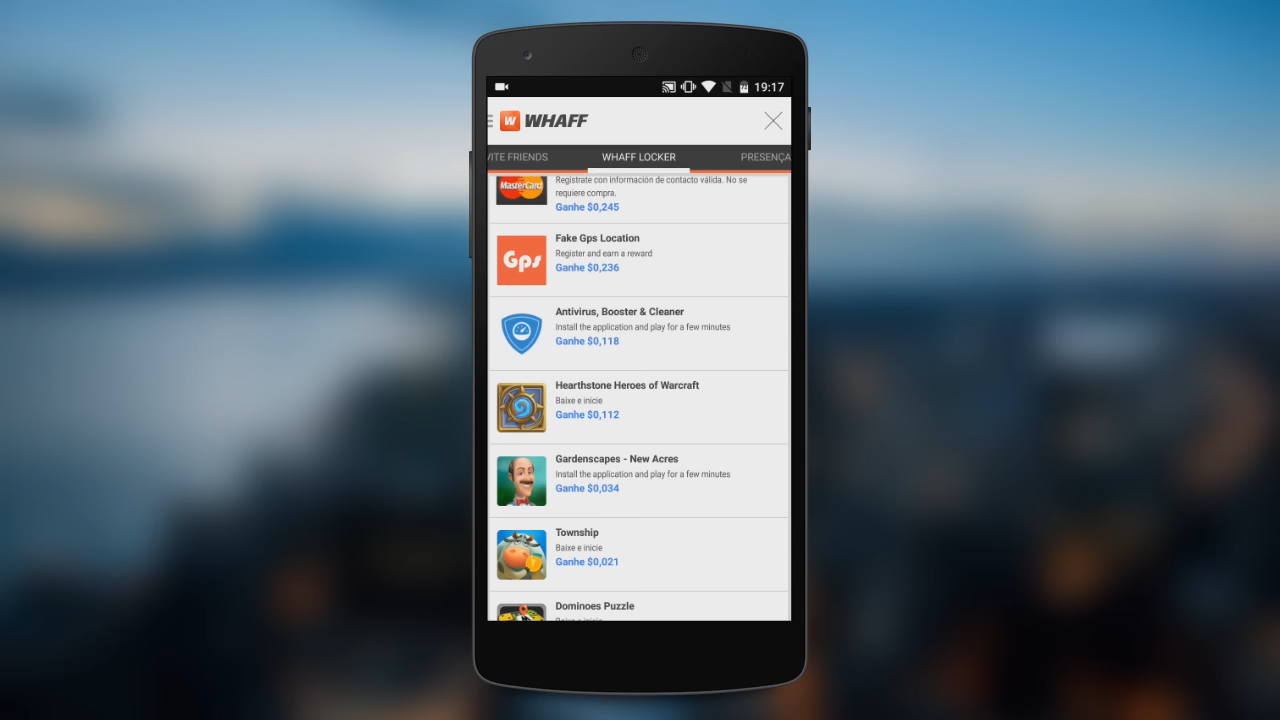 19:17
W WHAFF
VITE FRIENDS WHAFF LOCKER PRESENÇA
MasterCard
Registrate con información de contacto válida. No se
requiere compra.
Ganhe $0,245
Gps
Fake Gps Location
Register and earn a reward
Ganhe $0,236
Antivirus, Booster & Cleaner
Install the application and play for a few minutes
Ganhe $0,118
Hearthstone Heroes of Warcraft
Baixe e inicie
Ganhe $0,112
Gardenscapes - New Acres
Install the application and play for a few minutes
Ganhe $0,034
Township
Baixe e inicie
Ganhe $0,021
Dominoes Puzzle